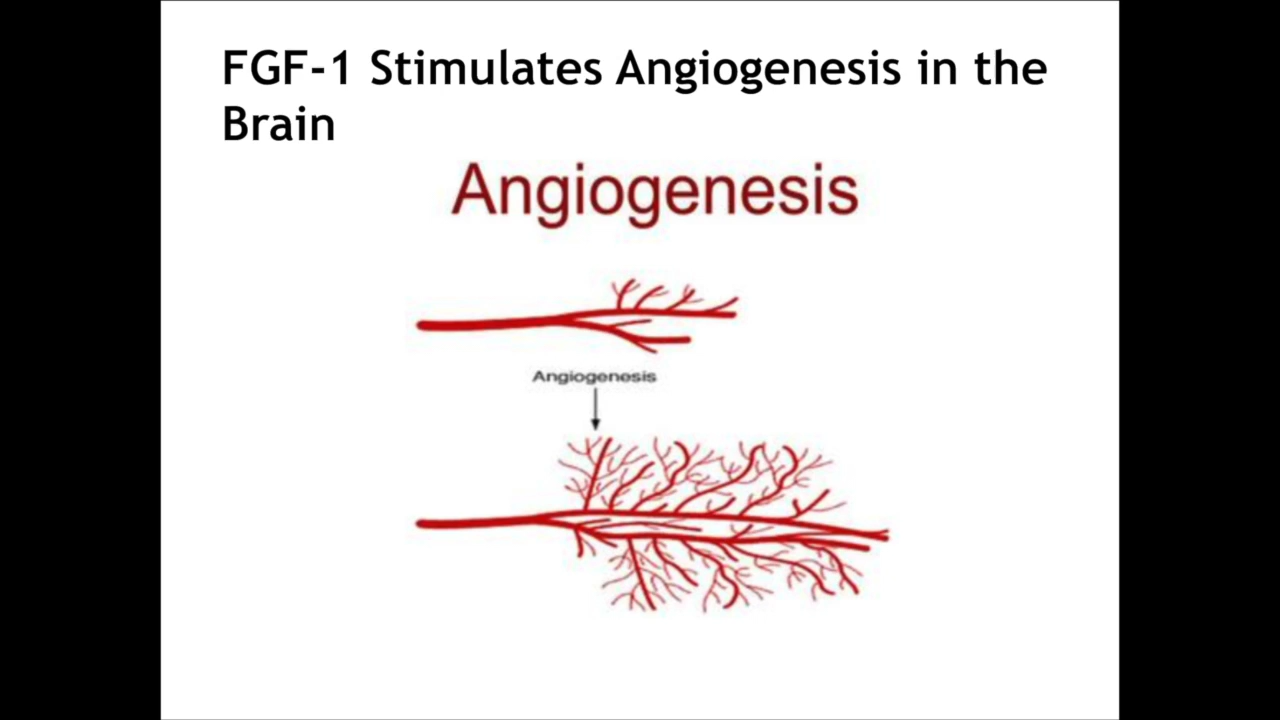 FGF-1 Stimulates Angiogenesis in the
Brain
Angiogenesis
Angiogenesis